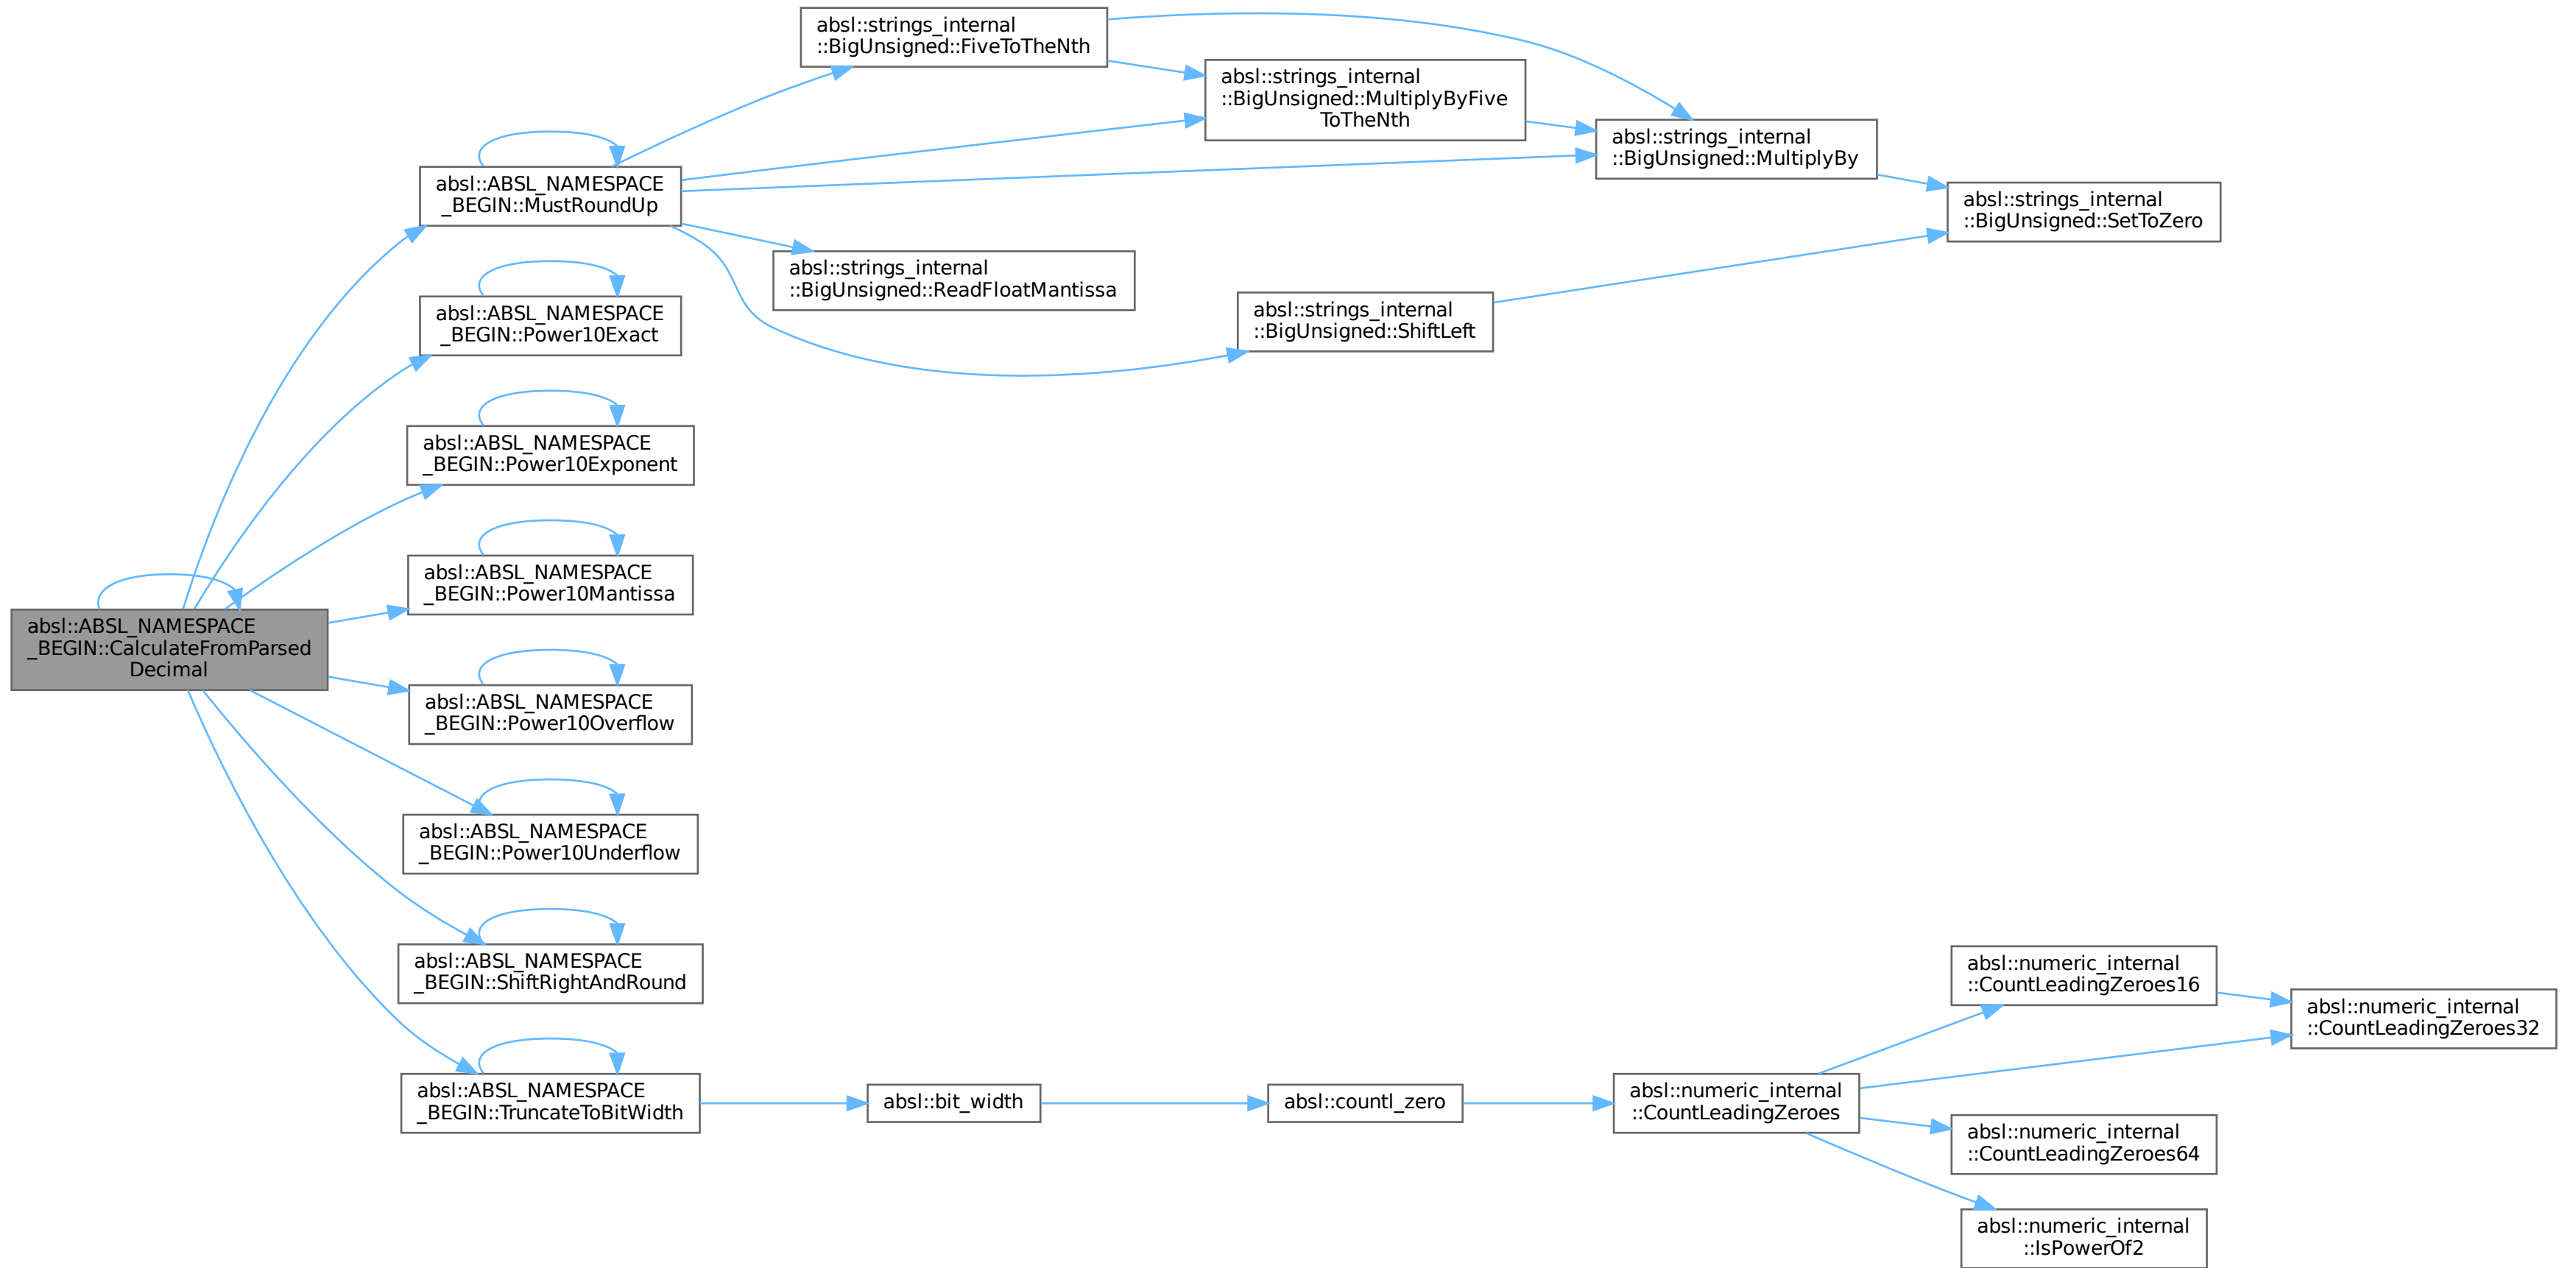 absl::strings_internal
::BigUnsigned::FiveToTheNth
absl::strings_internal
::BigUnsigned::MultiplyByFive
ToTheNth
absl::strings_internal
::BigUnsigned::MultiplyBy
absl::ABSL_NAMESPACE
_BEGIN::MustRoundUp
absl::strings_internal
::BigUnsigned::SetToZero
absl::strings_internal
::BigUnsigned::ReadFloatMantissa
absl::strings_internal
::BigUnsigned::ShiftLeft
absl::ABSL_NAMESPACE
_BEGIN::Power10Exact
absl::ABSL_NAMESPACE
_BEGIN::Power10Exponent
absl::ABSL_NAMESPACE
_BEGIN::Power10Mantissa
absl::ABSL_NAMESPACE
_BEGIN::CalculateFromParsed
Decimal
absl::ABSL_NAMESPACE
_BEGIN::Power10Overflow
absl::ABSL_NAMESPACE
_BEGIN::Power10Underflow
absl::ABSL_NAMESPACE
_BEGIN::ShiftRightAndRound
absl::numeric_internal
::CountLeadingZeroes16
absl::numeric_internal
::CountLeadingZeroes32
absl::ABSL_NAMESPACE
_BEGIN::TruncateToBitWidth
absl::bit_width
absl::countl_zero
absl::numeric_internal
::CountLeadingZeroes
absl::numeric_internal
::CountLeadingZeroes64
absl::numeric_internal
::IsPowerOf2